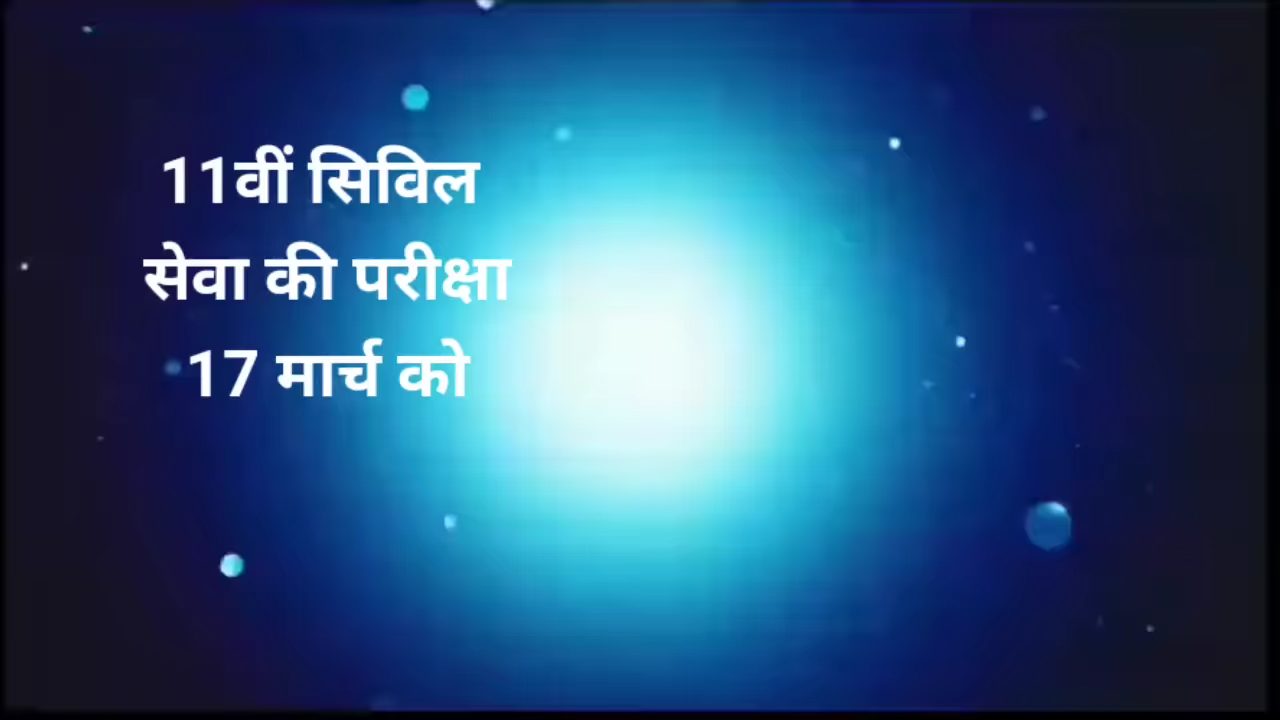 11वीं सिविल
सेवा की परीक्षा
17 मार्च को